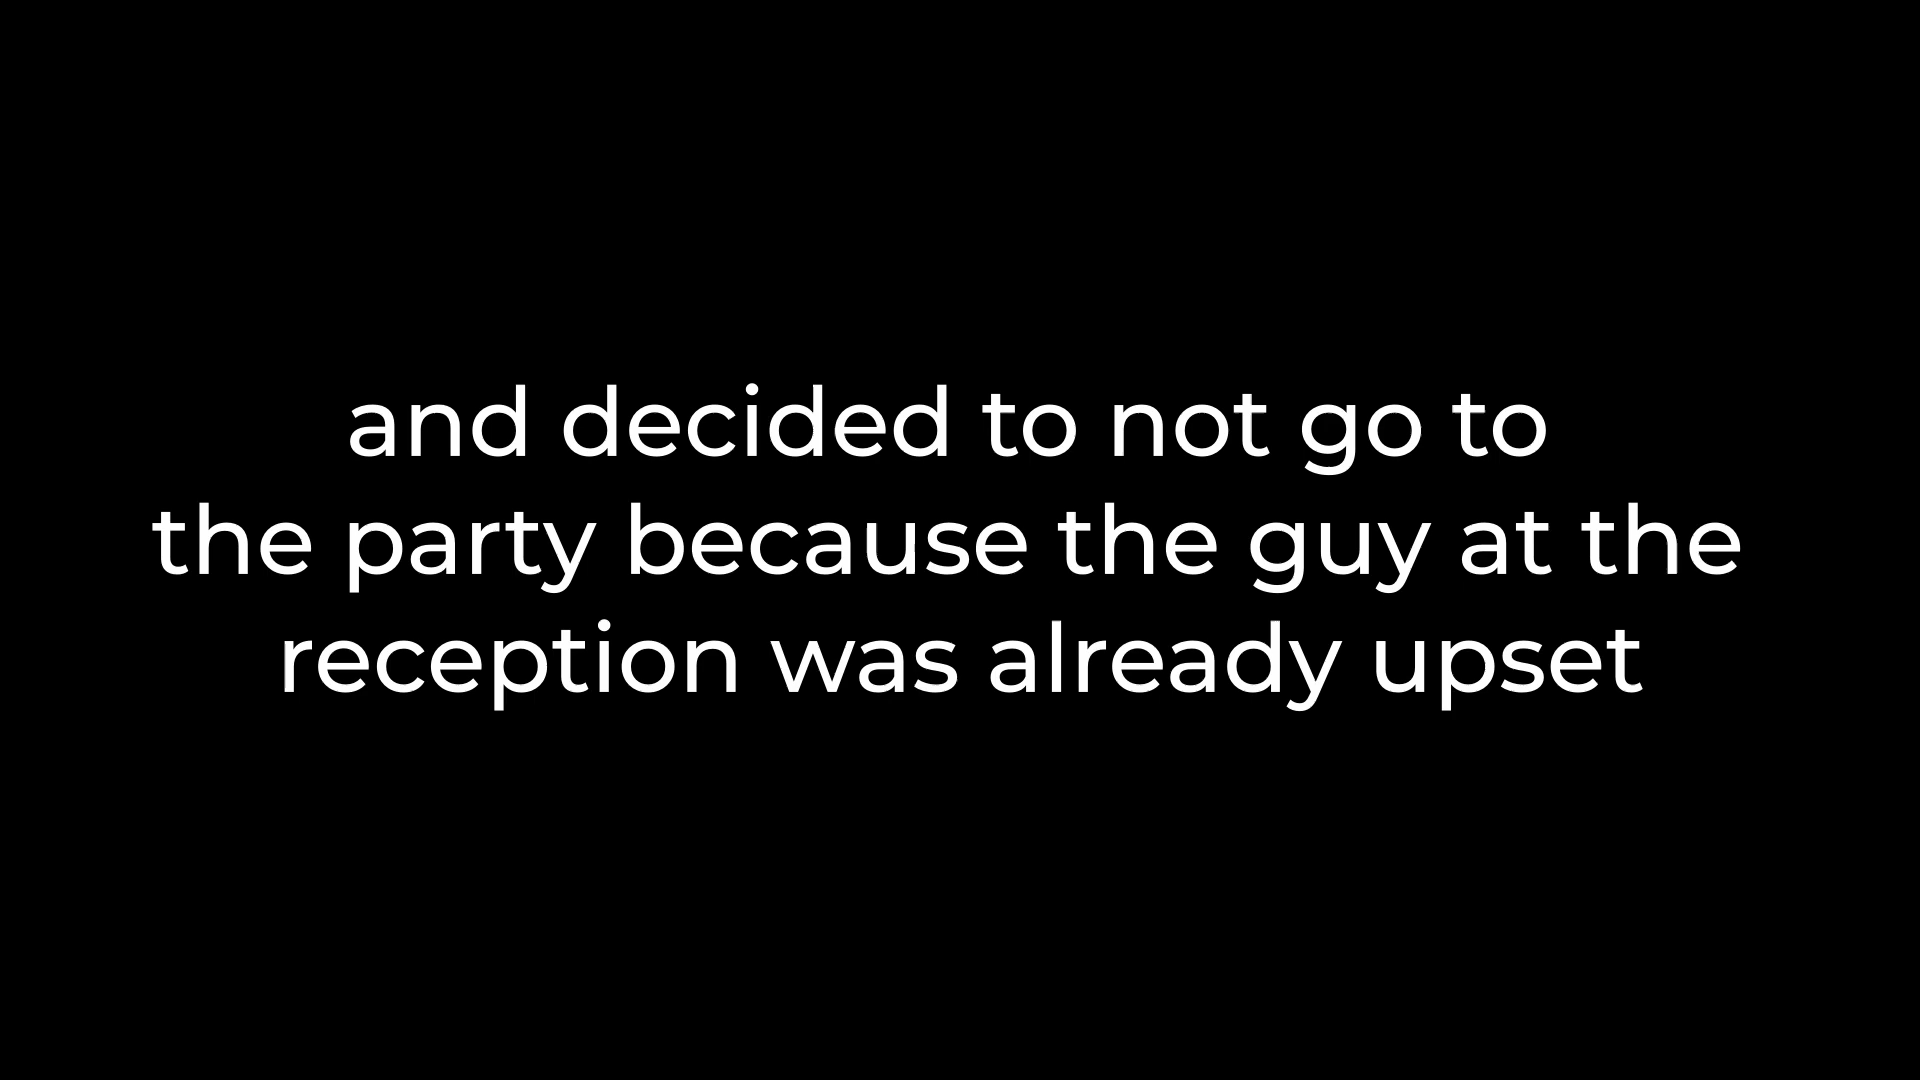 and decided to not go to
the party because the guy at the
reception was already upset